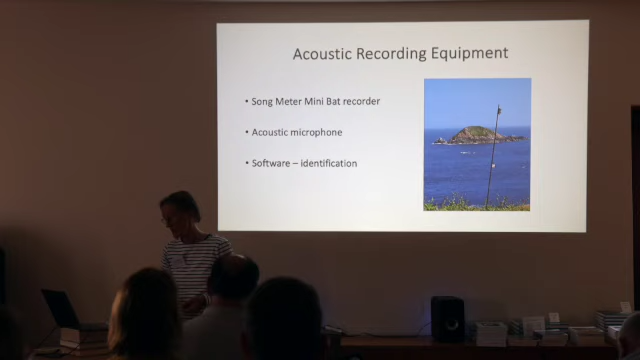 Acoustic Recording Equipment
• Song Meter Mini Bat recorder
• Acoustic microphone
• Software – identification